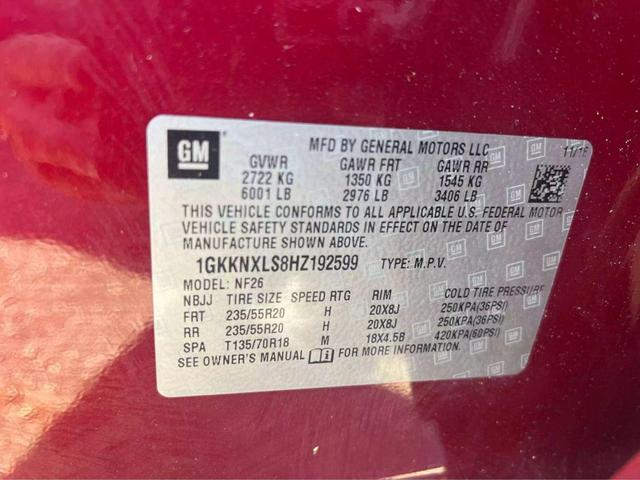 GM
MFD BY GENERAL MOTORS LLC 11/16
GVWR GAWR FRT GAWR RR
2722 KG 1350 KG 1545 KG
6001 LB 2976 LB 3406 LB
THIS VEHICLE CONFORMS TO ALL APPLICABLE U.S. FEDERAL MOTOR
VEHICLE SAFETY STANDARDS IN EFFECT ON THE DATE OF
MANUFACTURE SHOWN ABOVE.
1GKKNXLS8HZ192599 TYPE: M.P.V.
MODEL: NF26
NBJJ TIRE SIZE SPEED RTG RIM COLD TIRE PRESSURE
FRT 235/55R20 H 20X8J 250KPA(36PSI)
RR 235/55R20 H 20X8J 250KPA(36PSI)
SPA T135/70R18 M 18X4.5B 420KPA(60PSI)
SEE OWNER'S MANUAL FOR MORE INFORMATION.